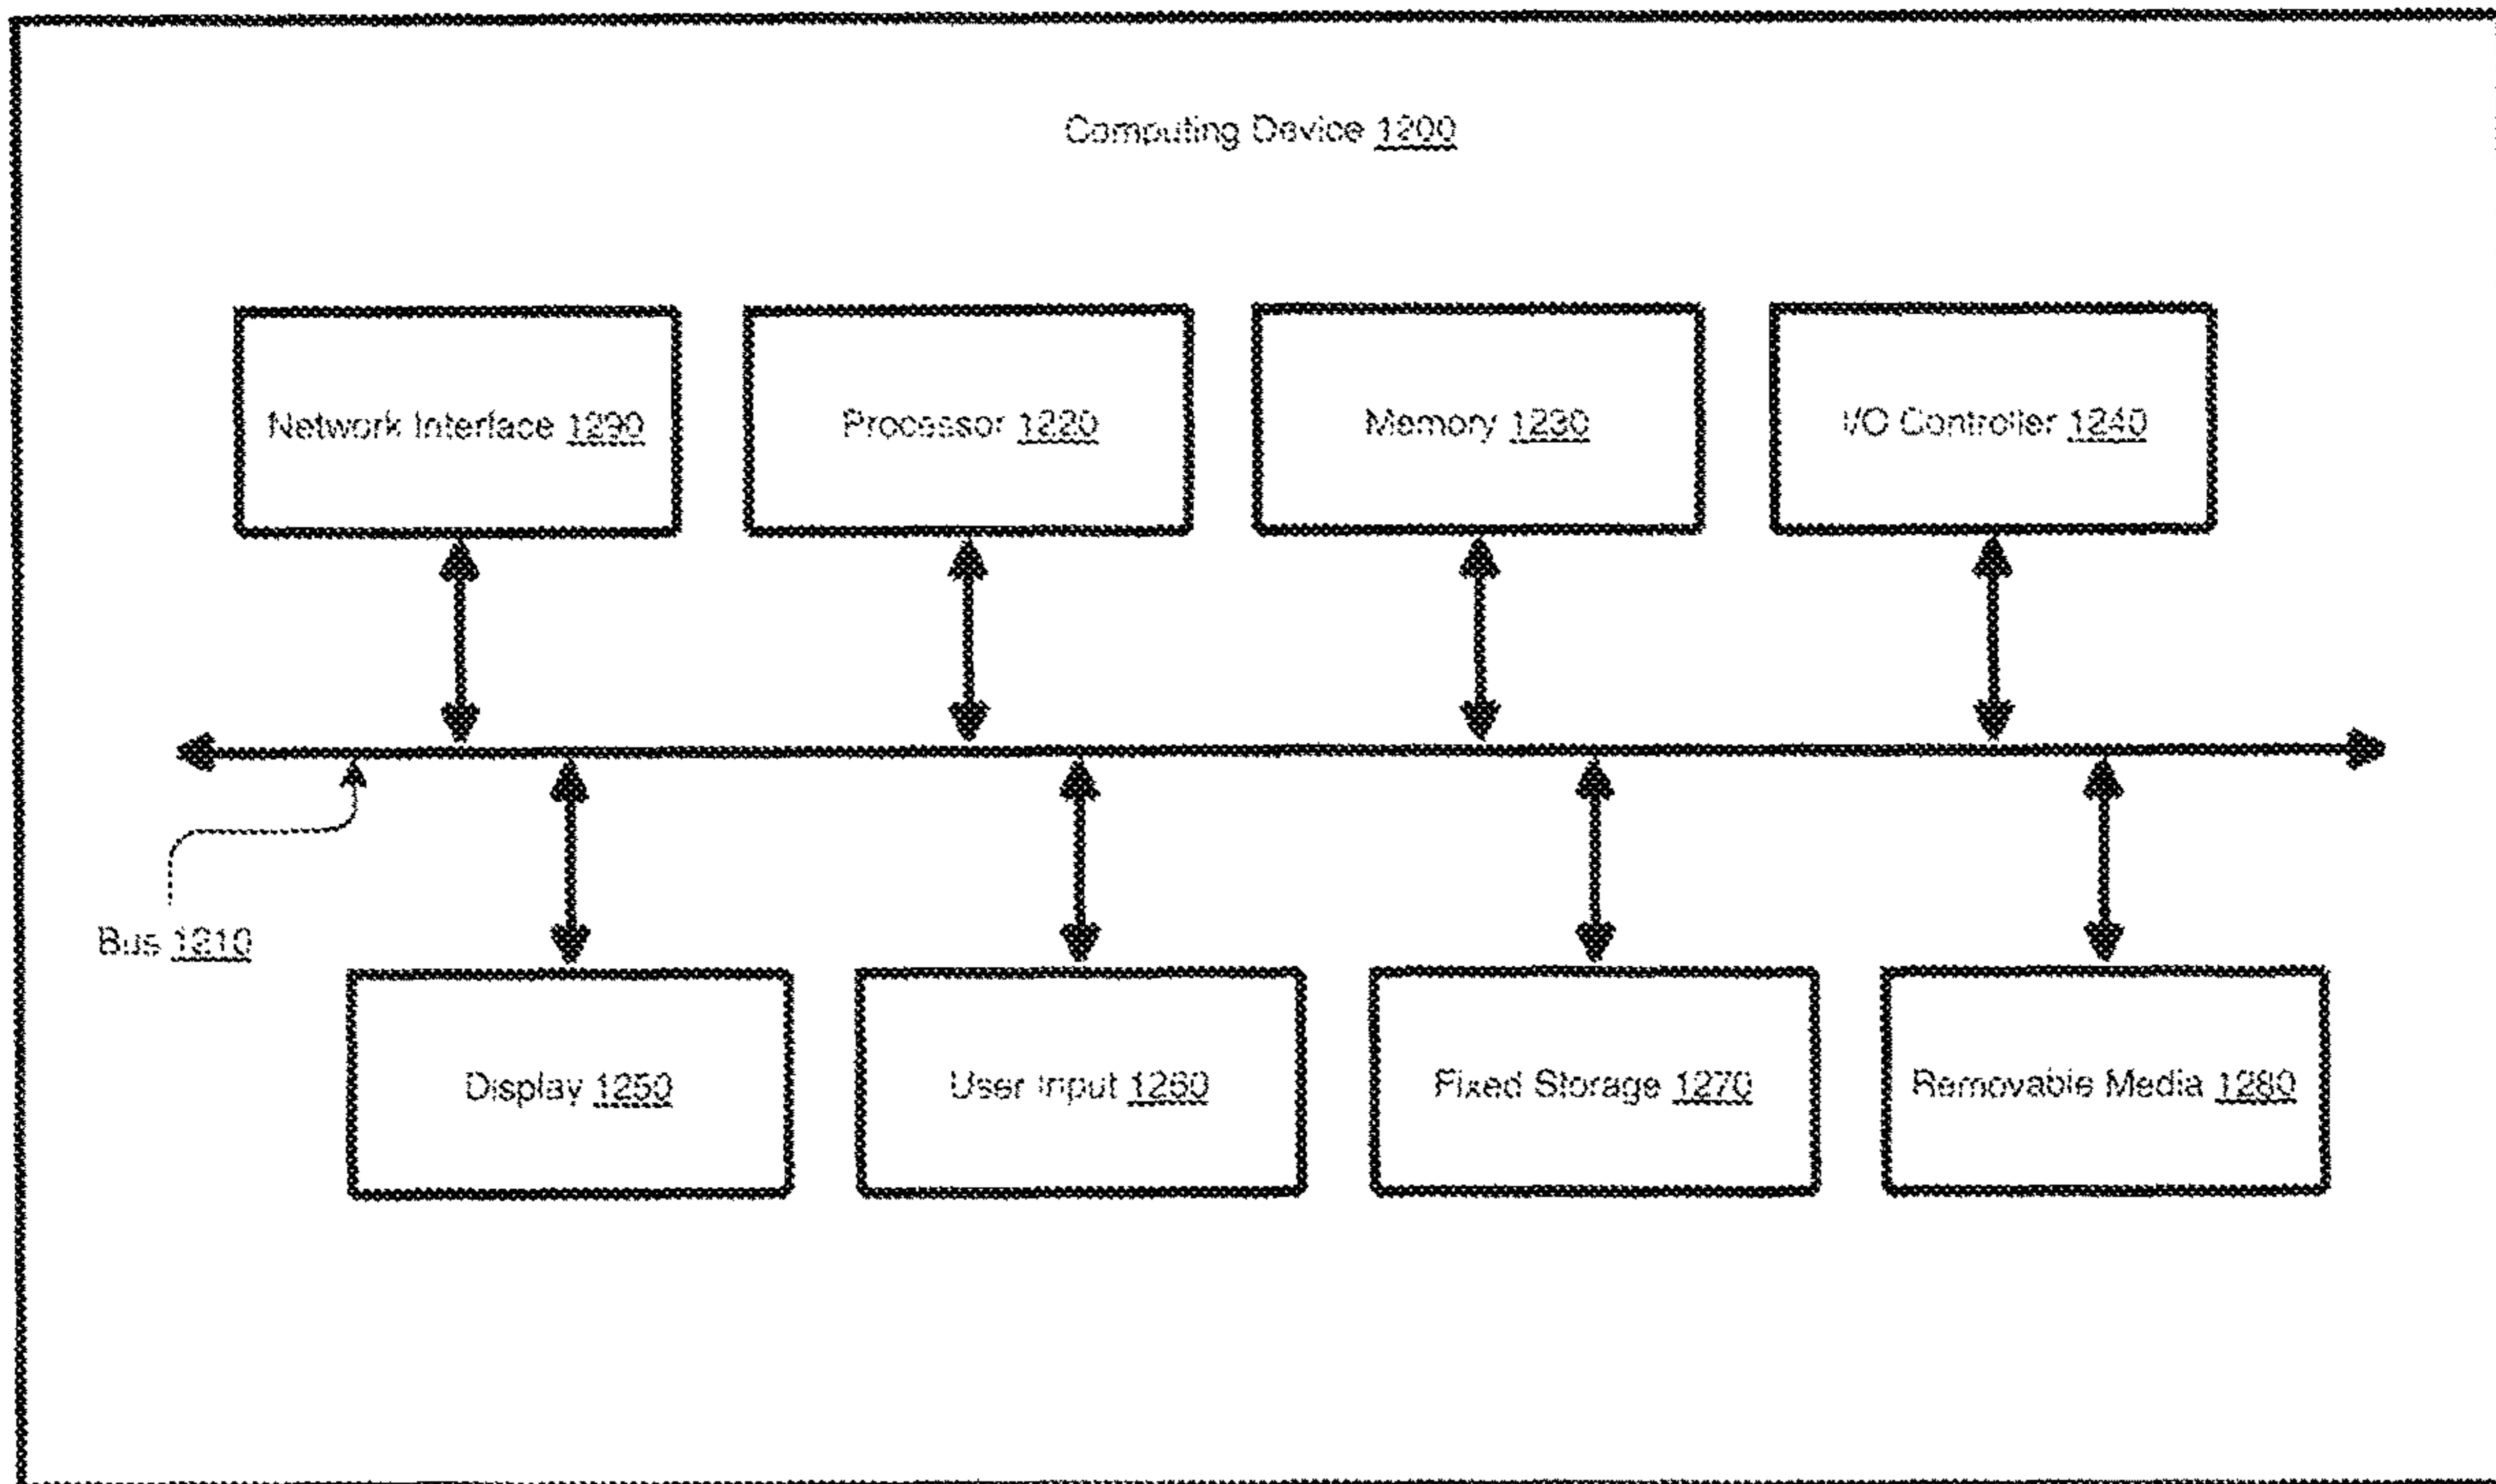 Computing Device 1200
Network Interface 1290
Processor 1220
Memory 1230
I/O Controller 1240
Bus 1210
Display 1250
User Input 1260
Fixed Storage 1270
Removable Media 1280